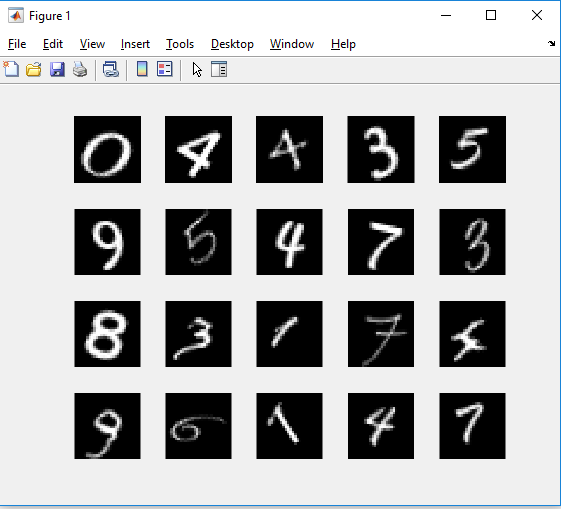 Figure 1
File Edit View Insert Tools Desktop Window Help
0 4 4 3 5
9 5 4 7 3
8 3 1 7
9 6 1 4 7